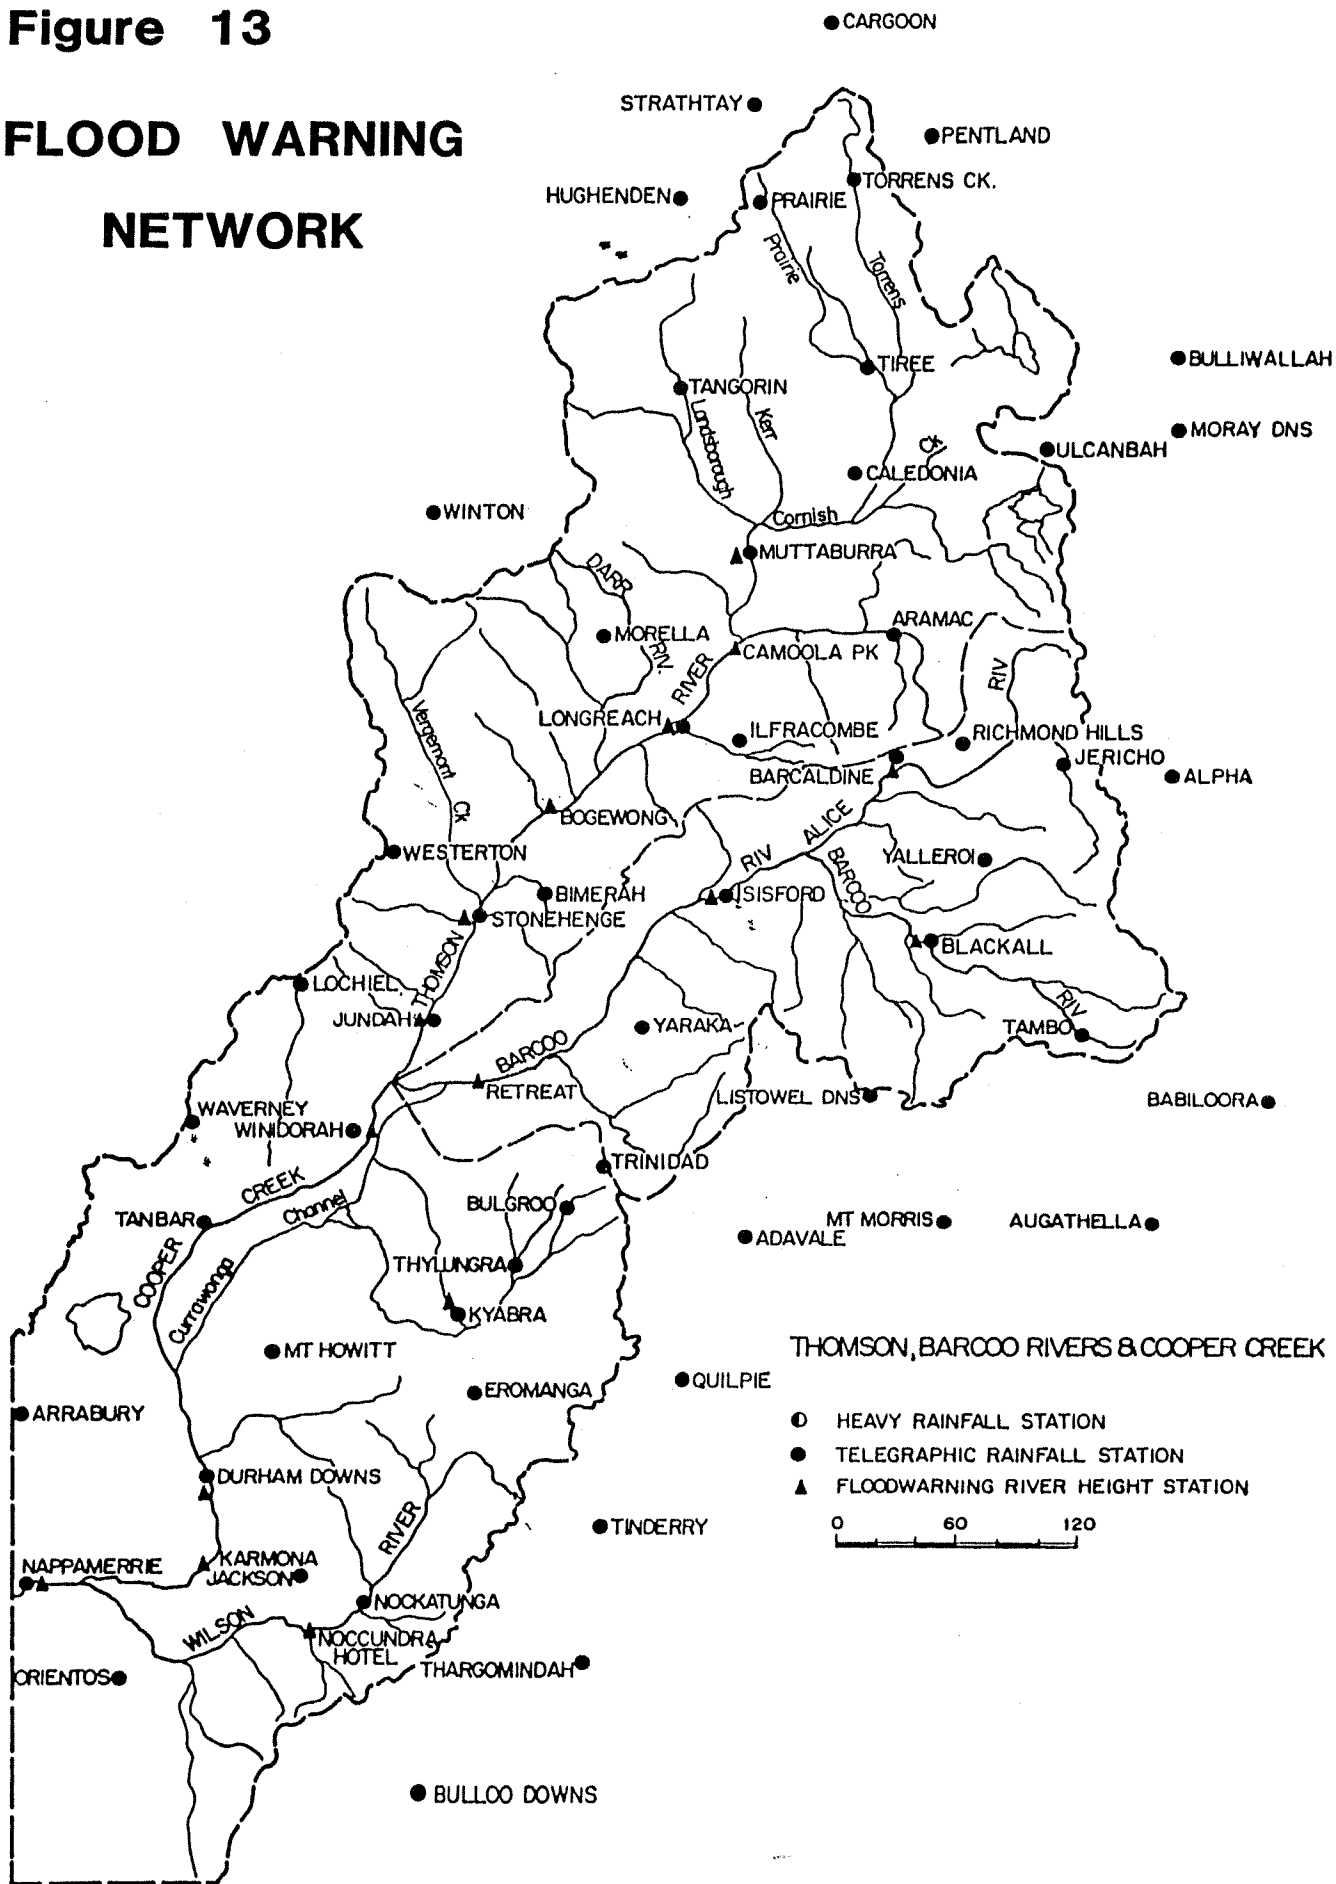 Figure 13
FLOOD WARNING
NETWORK
CARGOON
STRATHTAY
PENTLAND
TORRENS CK.
HUGHENDEN
PRAIRIE
Prairie
Torrens
TIREE
BULLIWALLAH
TANGORIN
Landsborough
Kerr
MORAY DNS
Ck
ULCANBAH
CALEDONIA
WINTON
Cornish
MUTTABURRA
DARR
RIV.
ARAMAC
MORELLA
CAMOOLA PK
RIVER
RIV
Vergemont
Ck
LONGREACH
ILFRACOMBE
RICHMOND HILLS
JERICHO
BARCALDINE
ALPHA
BOGEWONG
ALICE
RIV
WESTERTON
YALLEROI
BARCOO
BIMERAH
ISISFORD
STONEHENGE
BLACKALL
THOMSON
LOCHIEL
RIV
JUNDAH
YARAKA
TAMBO
BARCOO
RETREAT
LISTOWEL DNS
BABILOORA
WAVERNEY
WINDORAH
TRINIDAD
CREEK
Channel
BULGROO
TANBAR
MT MORRIS
AUGATHELLA
ADAVALE
COOPER
Currawonga
THYLUNGRA
KYABRA
MT HOWITT
THOMSON, BARCOO RIVERS & COOPER CREEK
QUILPIE
EROMANGA
ARRABURY
HEAVY RAINFALL STATION
TELEGRAPHIC RAINFALL STATION
FLOODWARNING RIVER HEIGHT STATION
DURHAM DOWNS
0 60 120
RIVER
TINDERRY
NAPPAMERRIE
KARMONA
JACKSON
NOCKATUNGA
WILSON
NOCCUNDRA
HOTEL
THARGOMINDAH
ORIENTOS
BULLOO DOWNS